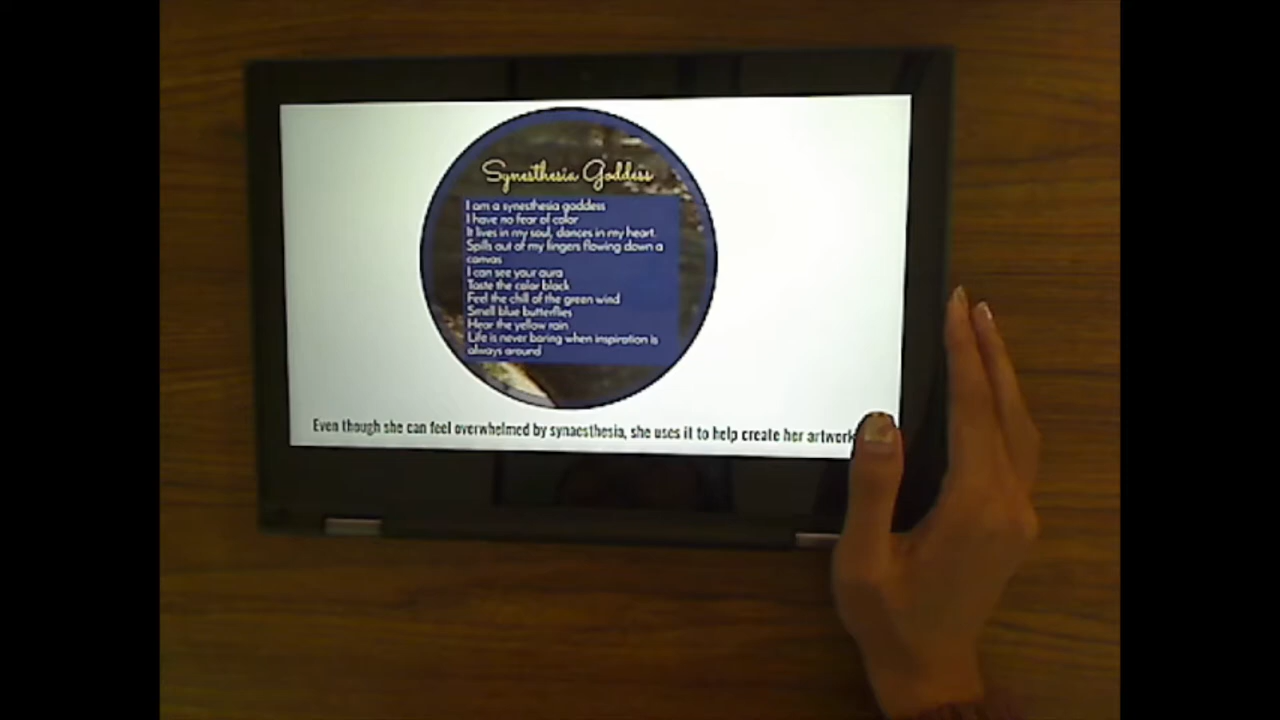 Synesthesia Goddess
I am a synesthesia goddess
I have no fear of color
It lives in my soul, dances in my heart.
Spills out of my fingers flowing down a
canvas
I can see your aura
Taste the color black
Feel the chill of the green wind
Smell blue butterflies
Hear the yellow rain
Life is never boring when inspiration is
always around
Even though she can feel overwhelmed by synaesthesia, she uses it to help create her artwork